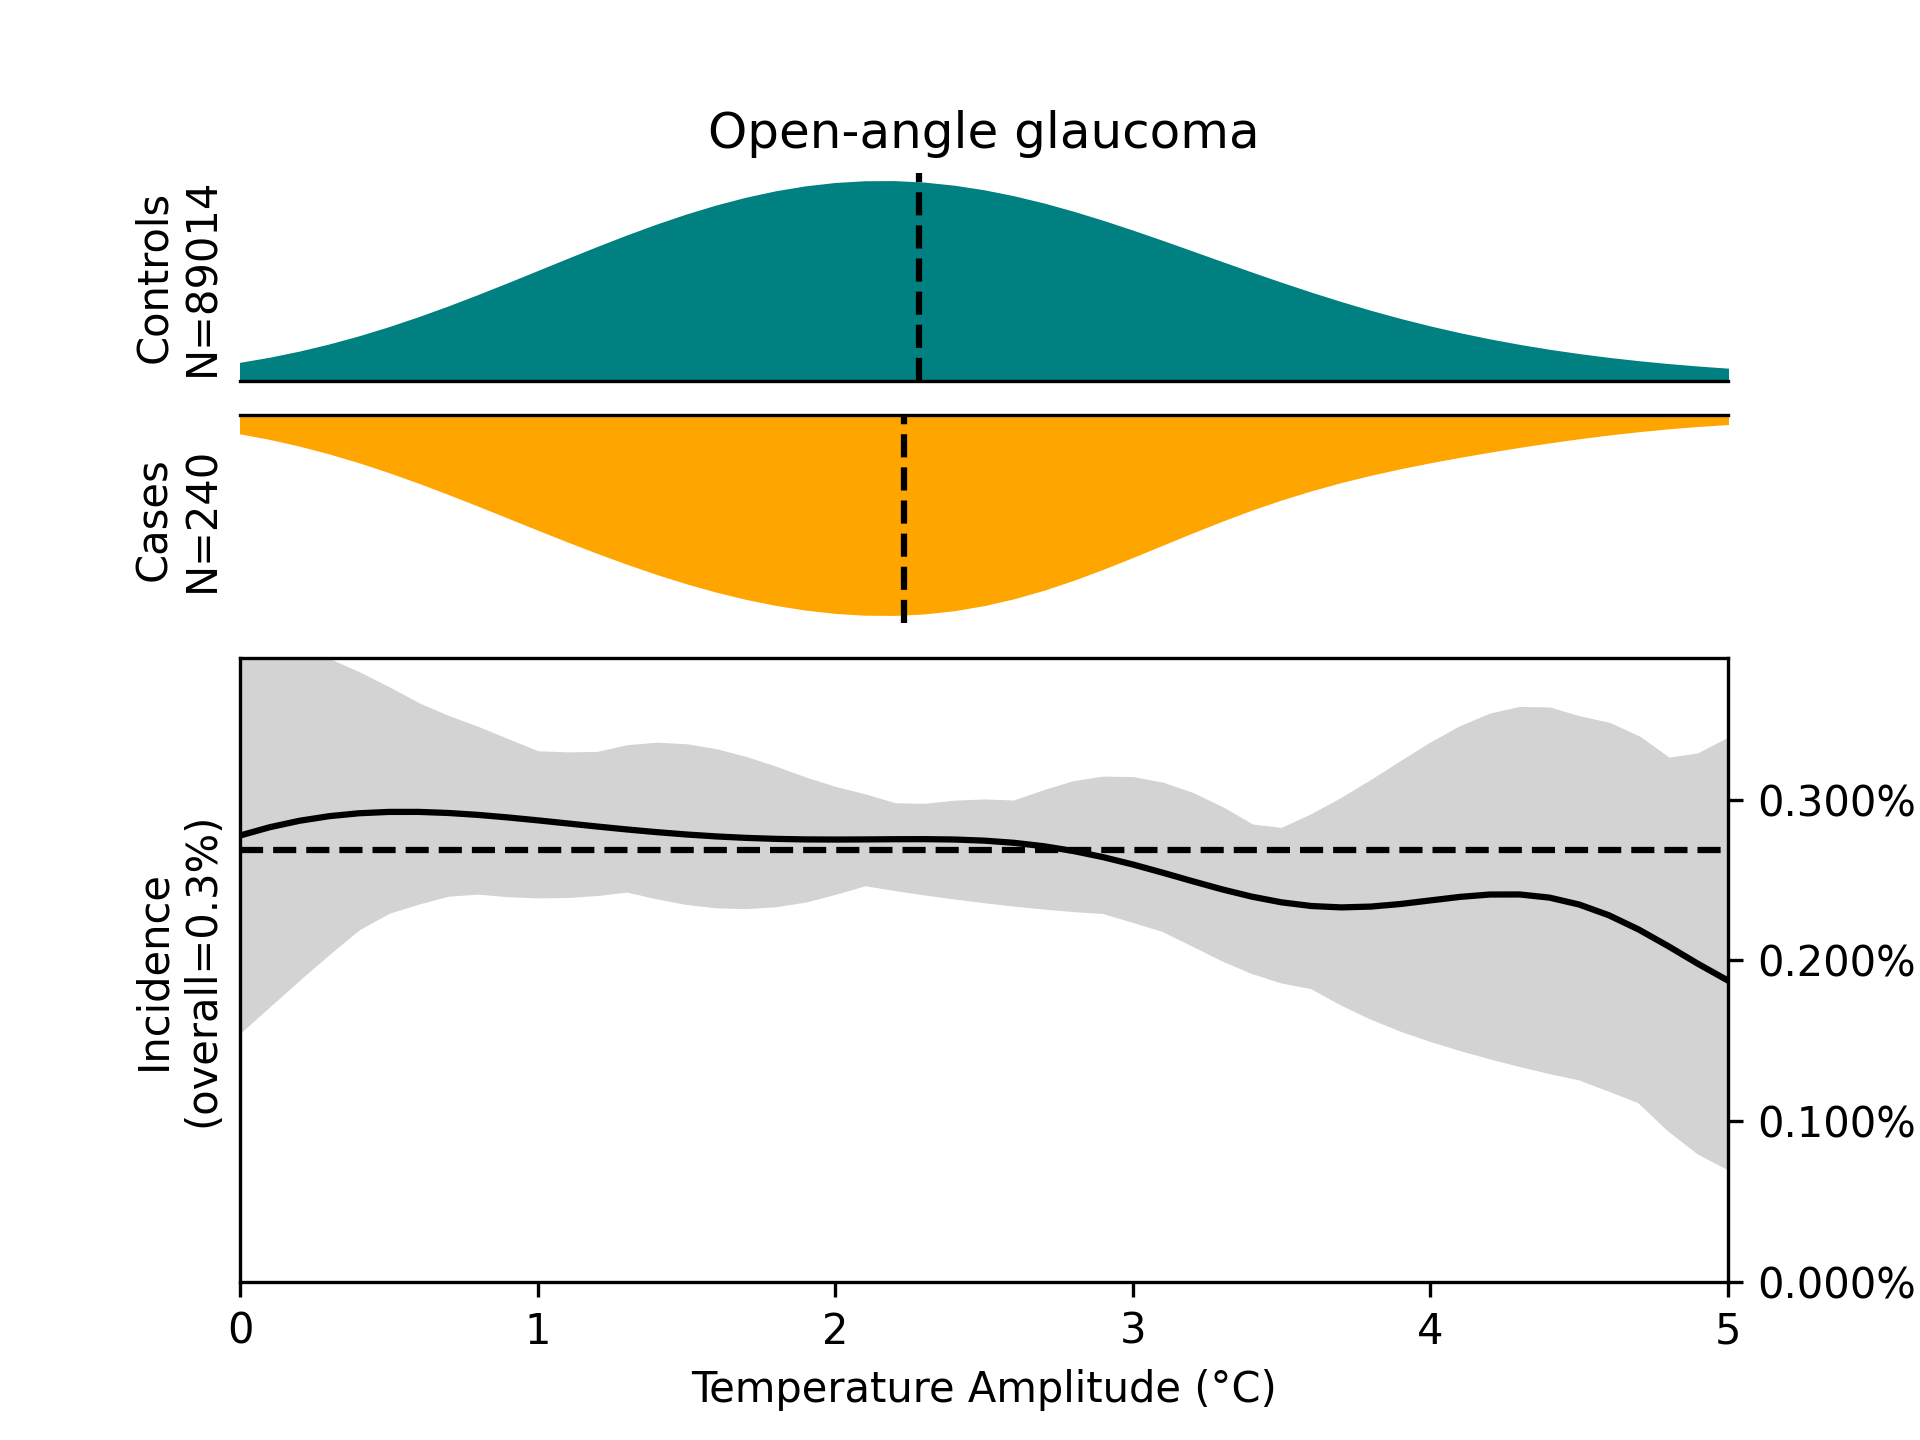 Open-angle glaucoma
Controls
N=89014
Cases
N=240
Incidence
(overall=0.3%)
0.300%
0.200%
0.100%
0.000%
0 1 2 3 4 5
Temperature Amplitude (°C)